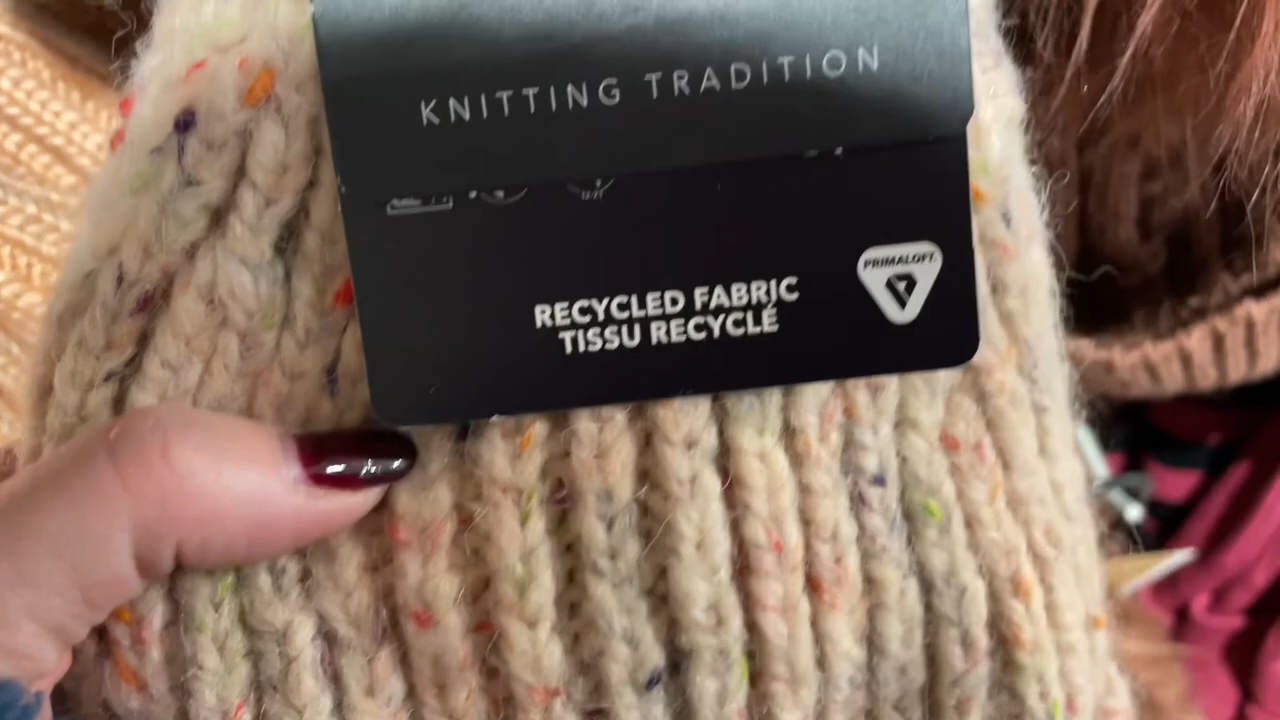 KNITTING TRADITION
RECYCLED FABRIC
TISSU RECYCLÉ
PRIMALOFT.